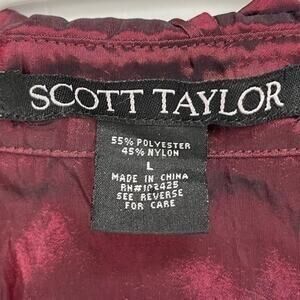 SCOTT TAYLOR
55% POLYESTER
45% NYLON
L
MADE IN CHINA
RN#102425
SEE REVERSE
FOR CARE